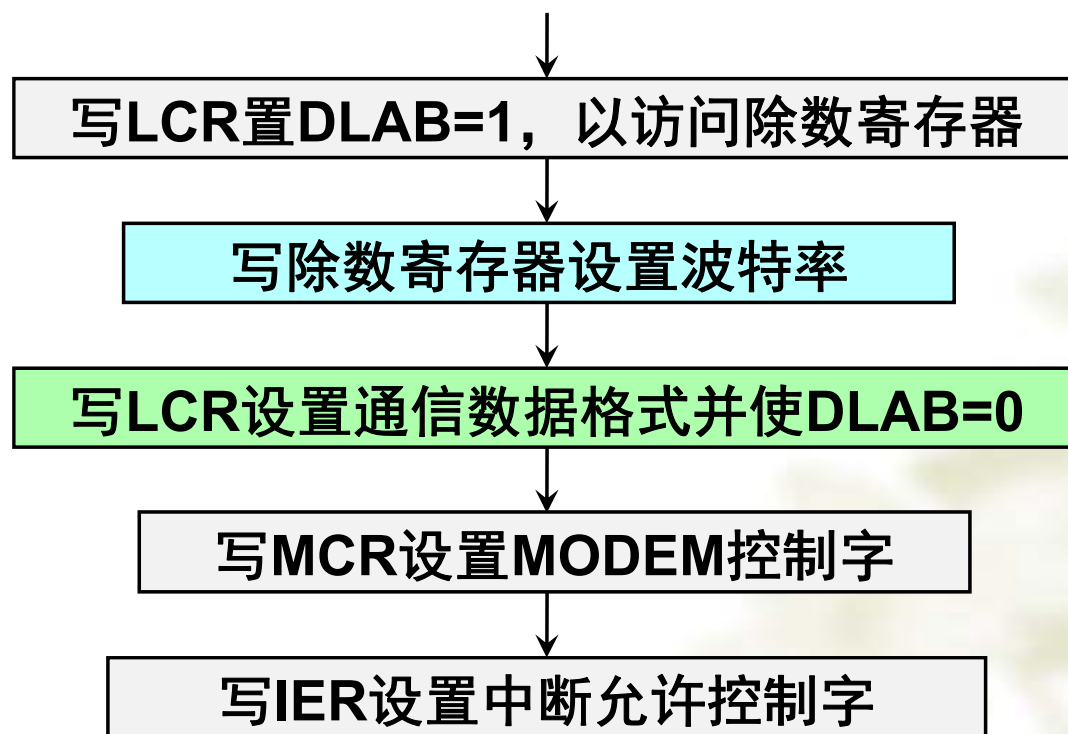 写LCR置DLAB=1，以访问除数寄存器
写除数寄存器设置波特率
写LCR设置通信数据格式并使DLAB=0
写MCR设置MODEM控制字
写IER设置中断允许控制字